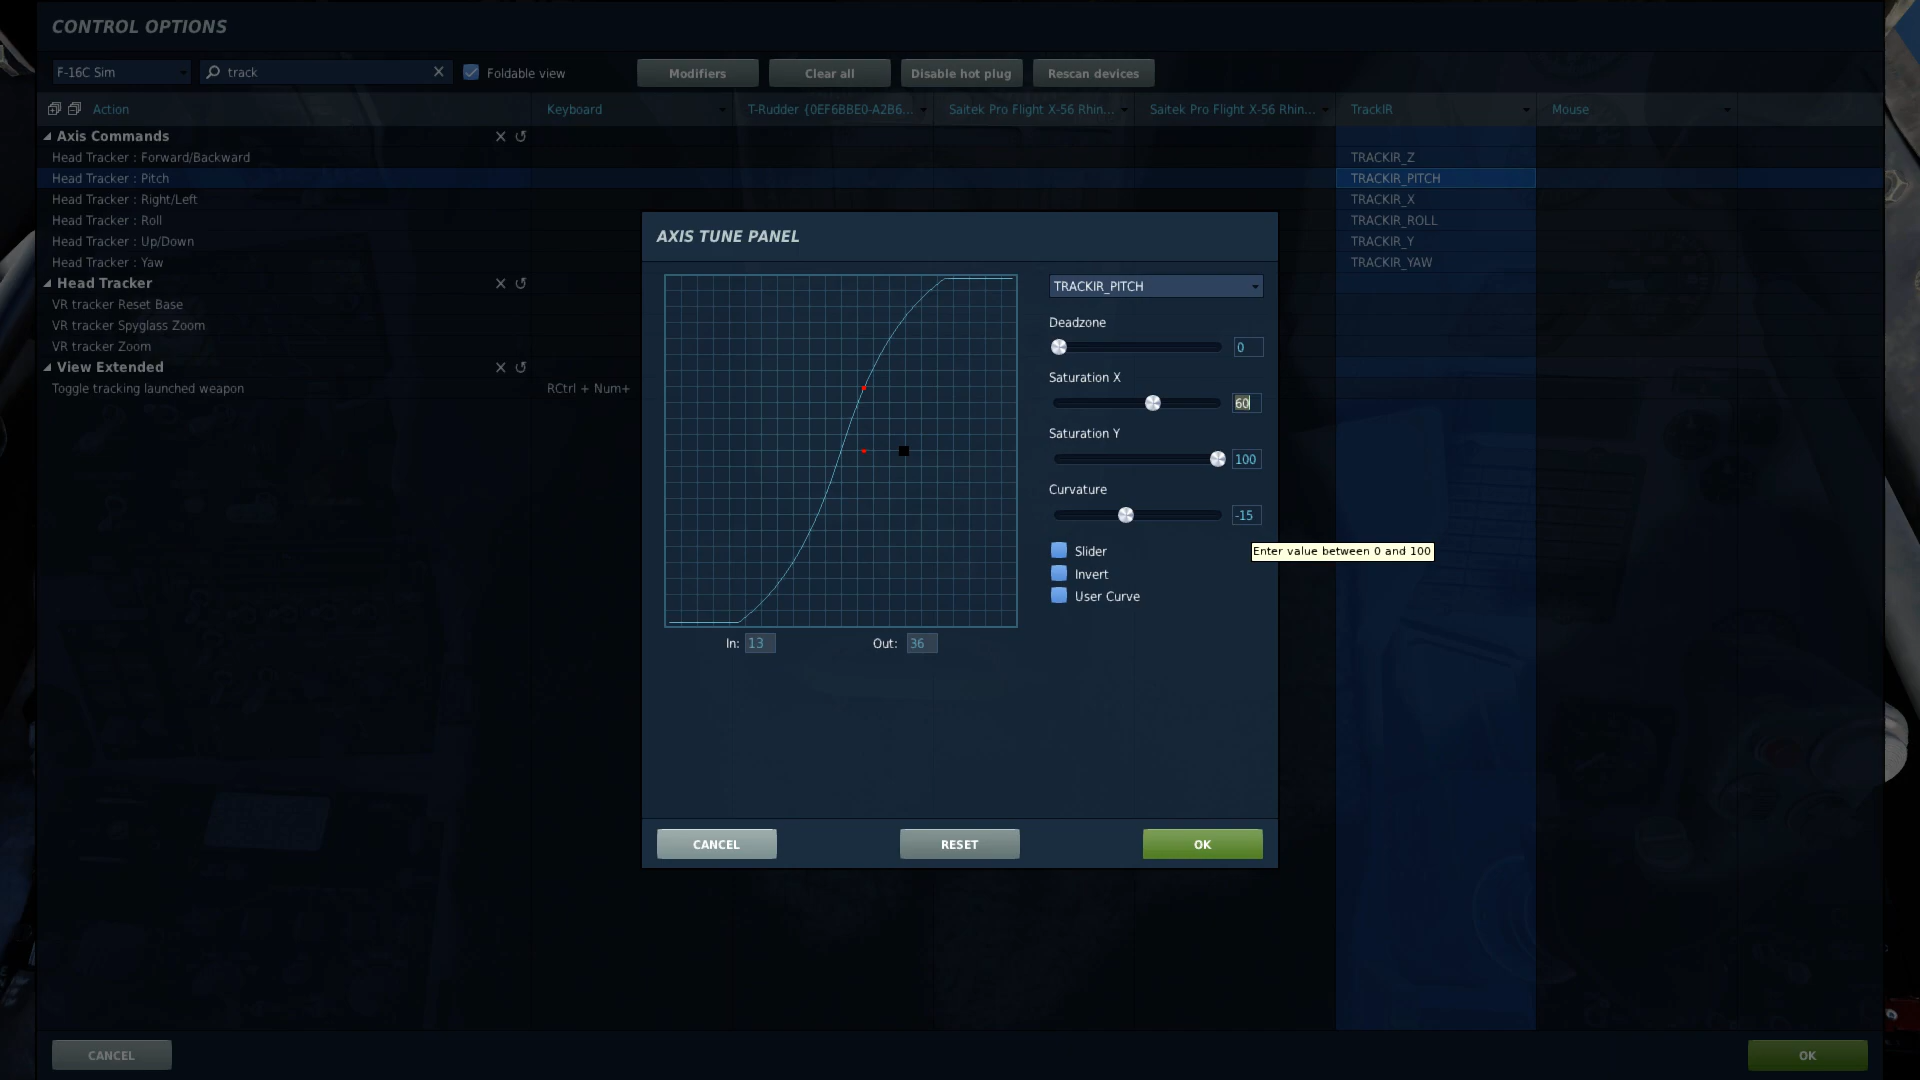 CONTROL OPTIONS
F-16C Sim
track
Foldable view
Modifiers
Clear all
Disable hot plug
Rescan devices
Action
Keyboard
T-Rudder {0EF6BBE0-A2B6...
Saitek Pro Flight X-56 Rhin...
Saitek Pro Flight X-56 Rhin...
TrackIR
Mouse
Axis Commands
Head Tracker : Forward/Backward
TRACKIR_Z
Head Tracker : Pitch
TRACKIR_PITCH
Head Tracker : Right/Left
TRACKIR_X
Head Tracker : Roll
TRACKIR_ROLL
Head Tracker : Up/Down
TRACKIR_Y
Head Tracker : Yaw
TRACKIR_YAW
Head Tracker
VR tracker Reset Base
VR tracker Spyglass Zoom
VR tracker Zoom
View Extended
Toggle tracking launched weapon
RCtrl + Num+
AXIS TUNE PANEL
TRACKIR_PITCH
Deadzone
0
Saturation X
60
Saturation Y
100
Curvature
-15
Slider
Enter value between 0 and 100
Invert
User Curve
In: 13
Out: 36
CANCEL
RESET
OK
CANCEL
OK